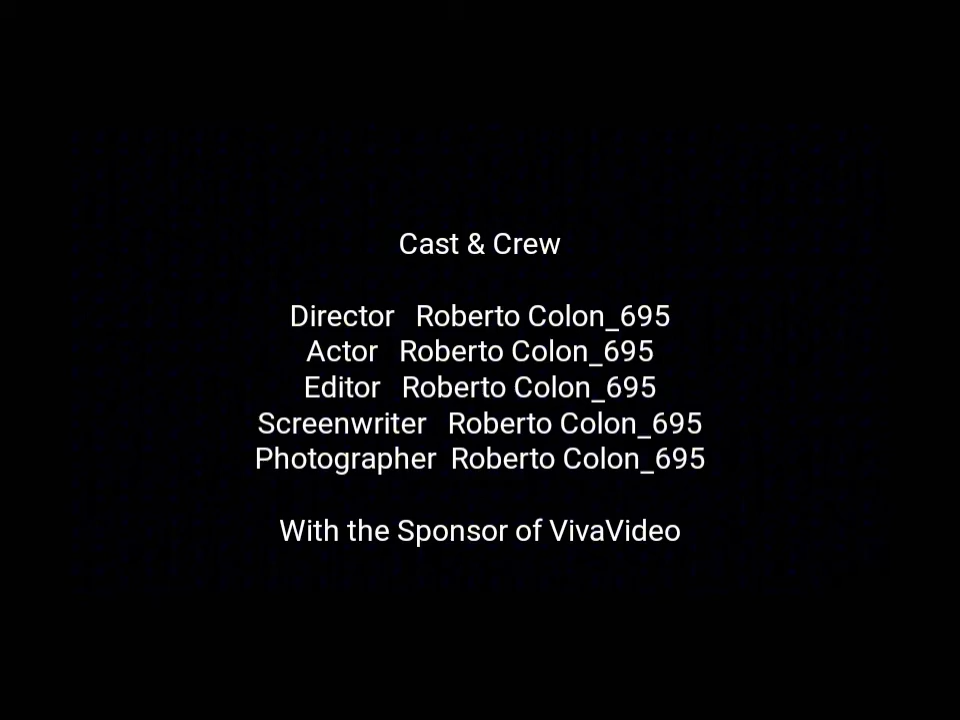 Cast & Crew
Director Roberto Colon_695
Actor Roberto Colon_695
Editor Roberto Colon_695
Screenwriter Roberto Colon_695
Photographer Roberto Colon_695
With the Sponsor of VivaVideo